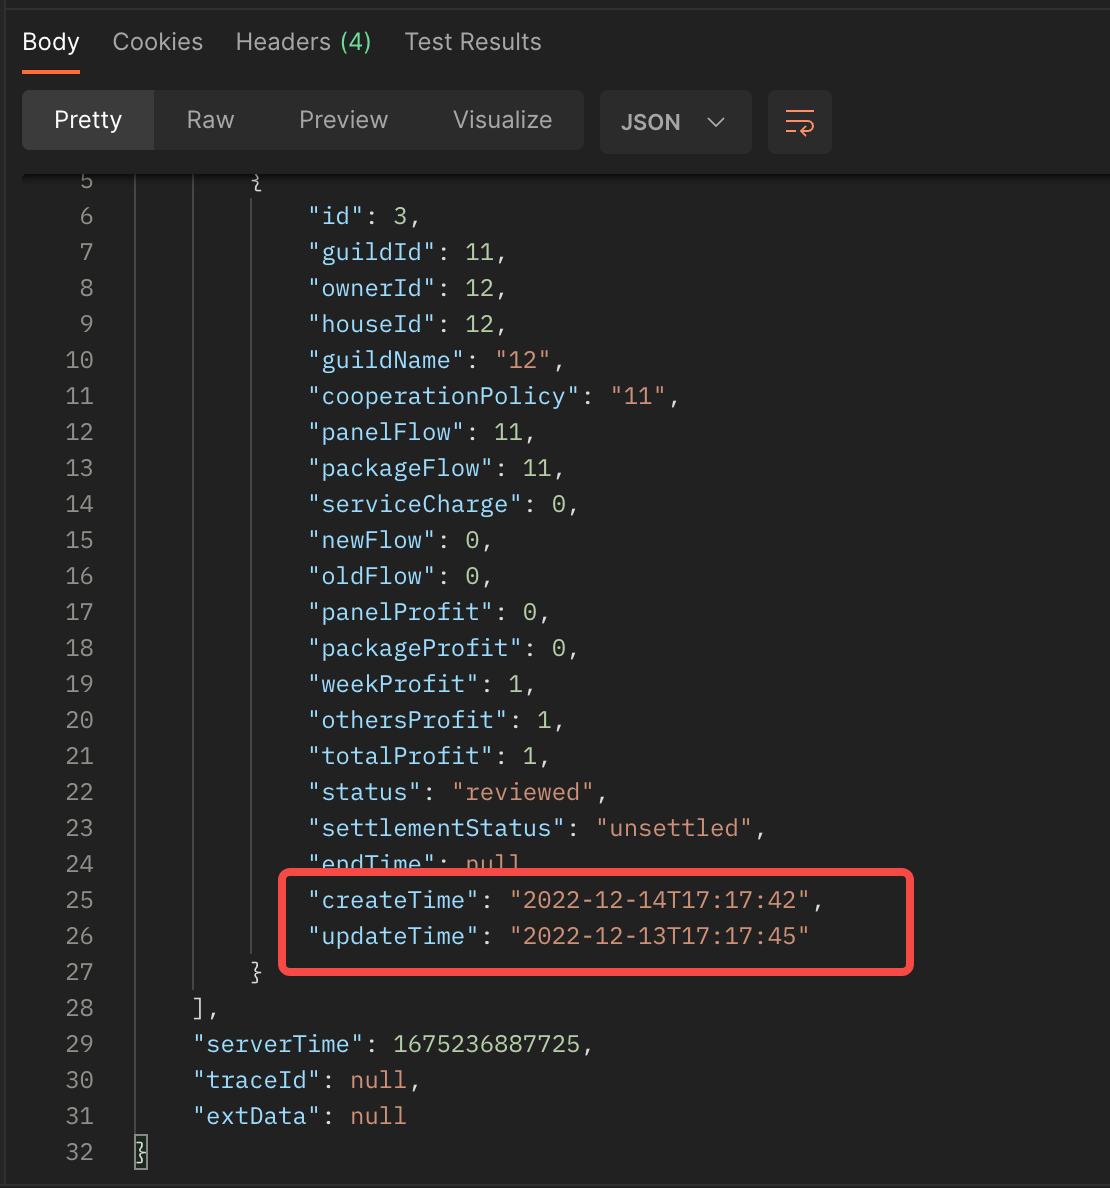 Body Cookies Headers (4) Test Results
Pretty Raw Preview Visualize JSON
5 {
6 "id": 3,
7 "guildId": 11,
8 "ownerId": 12,
9 "houseId": 12,
10 "guildName": "12",
11 "cooperationPolicy": "11",
12 "panelFlow": 11,
13 "packageFlow": 11,
14 "serviceCharge": 0,
15 "newFlow": 0,
16 "oldFlow": 0,
17 "panelProfit": 0,
18 "packageProfit": 0,
19 "weekProfit": 1,
20 "othersProfit": 1,
21 "totalProfit": 1,
22 "status": "reviewed",
23 "settlementStatus": "unsettled",
24 "endTime": null
25 "createTime": "2022-12-14T17:17:42",
26 "updateTime": "2022-12-13T17:17:45"
27 }
28 ],
29 "serverTime": 1675236887725,
30 "traceId": null,
31 "extData": null
32 }